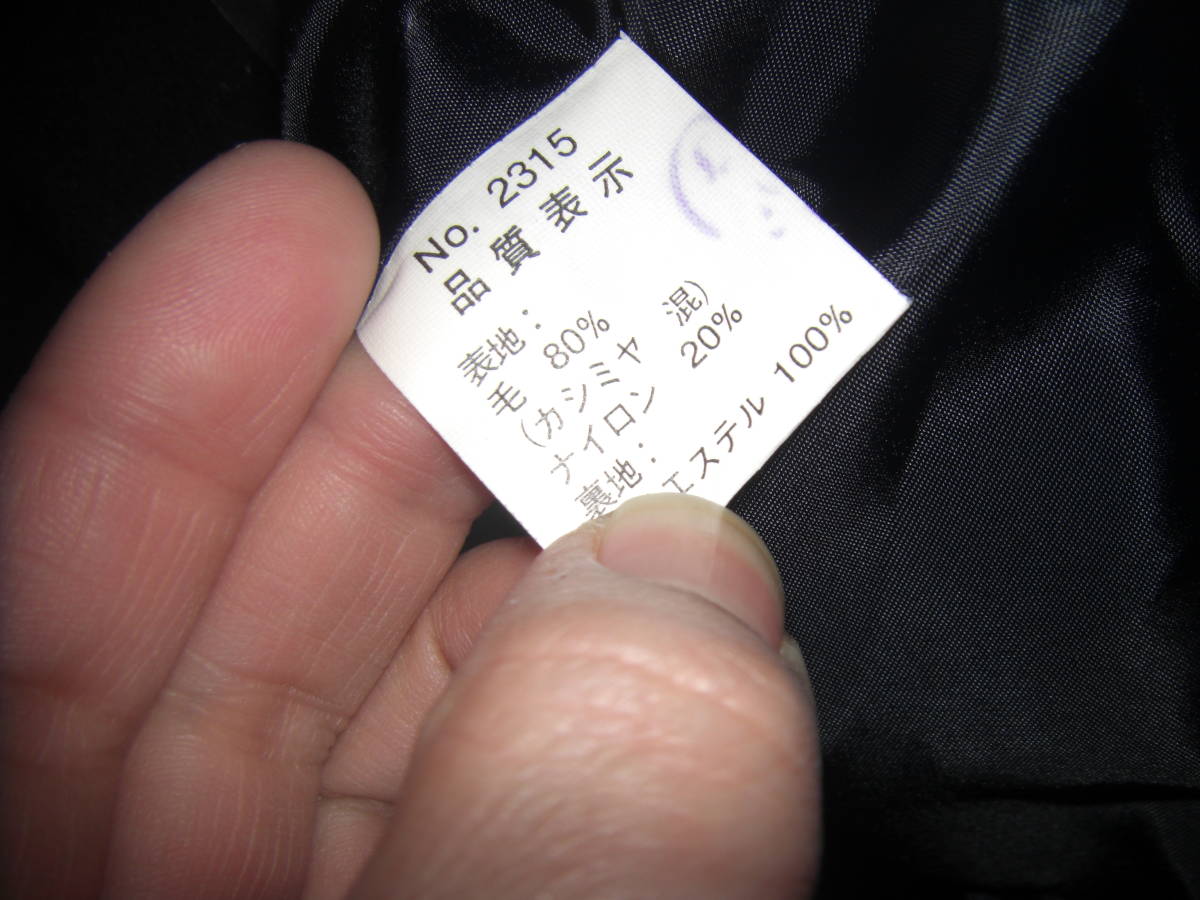 No. 2315
品質表示
表地：
毛 80%
(カシミヤ 混)
ナイロン 20%
裏地：
エステル 100%